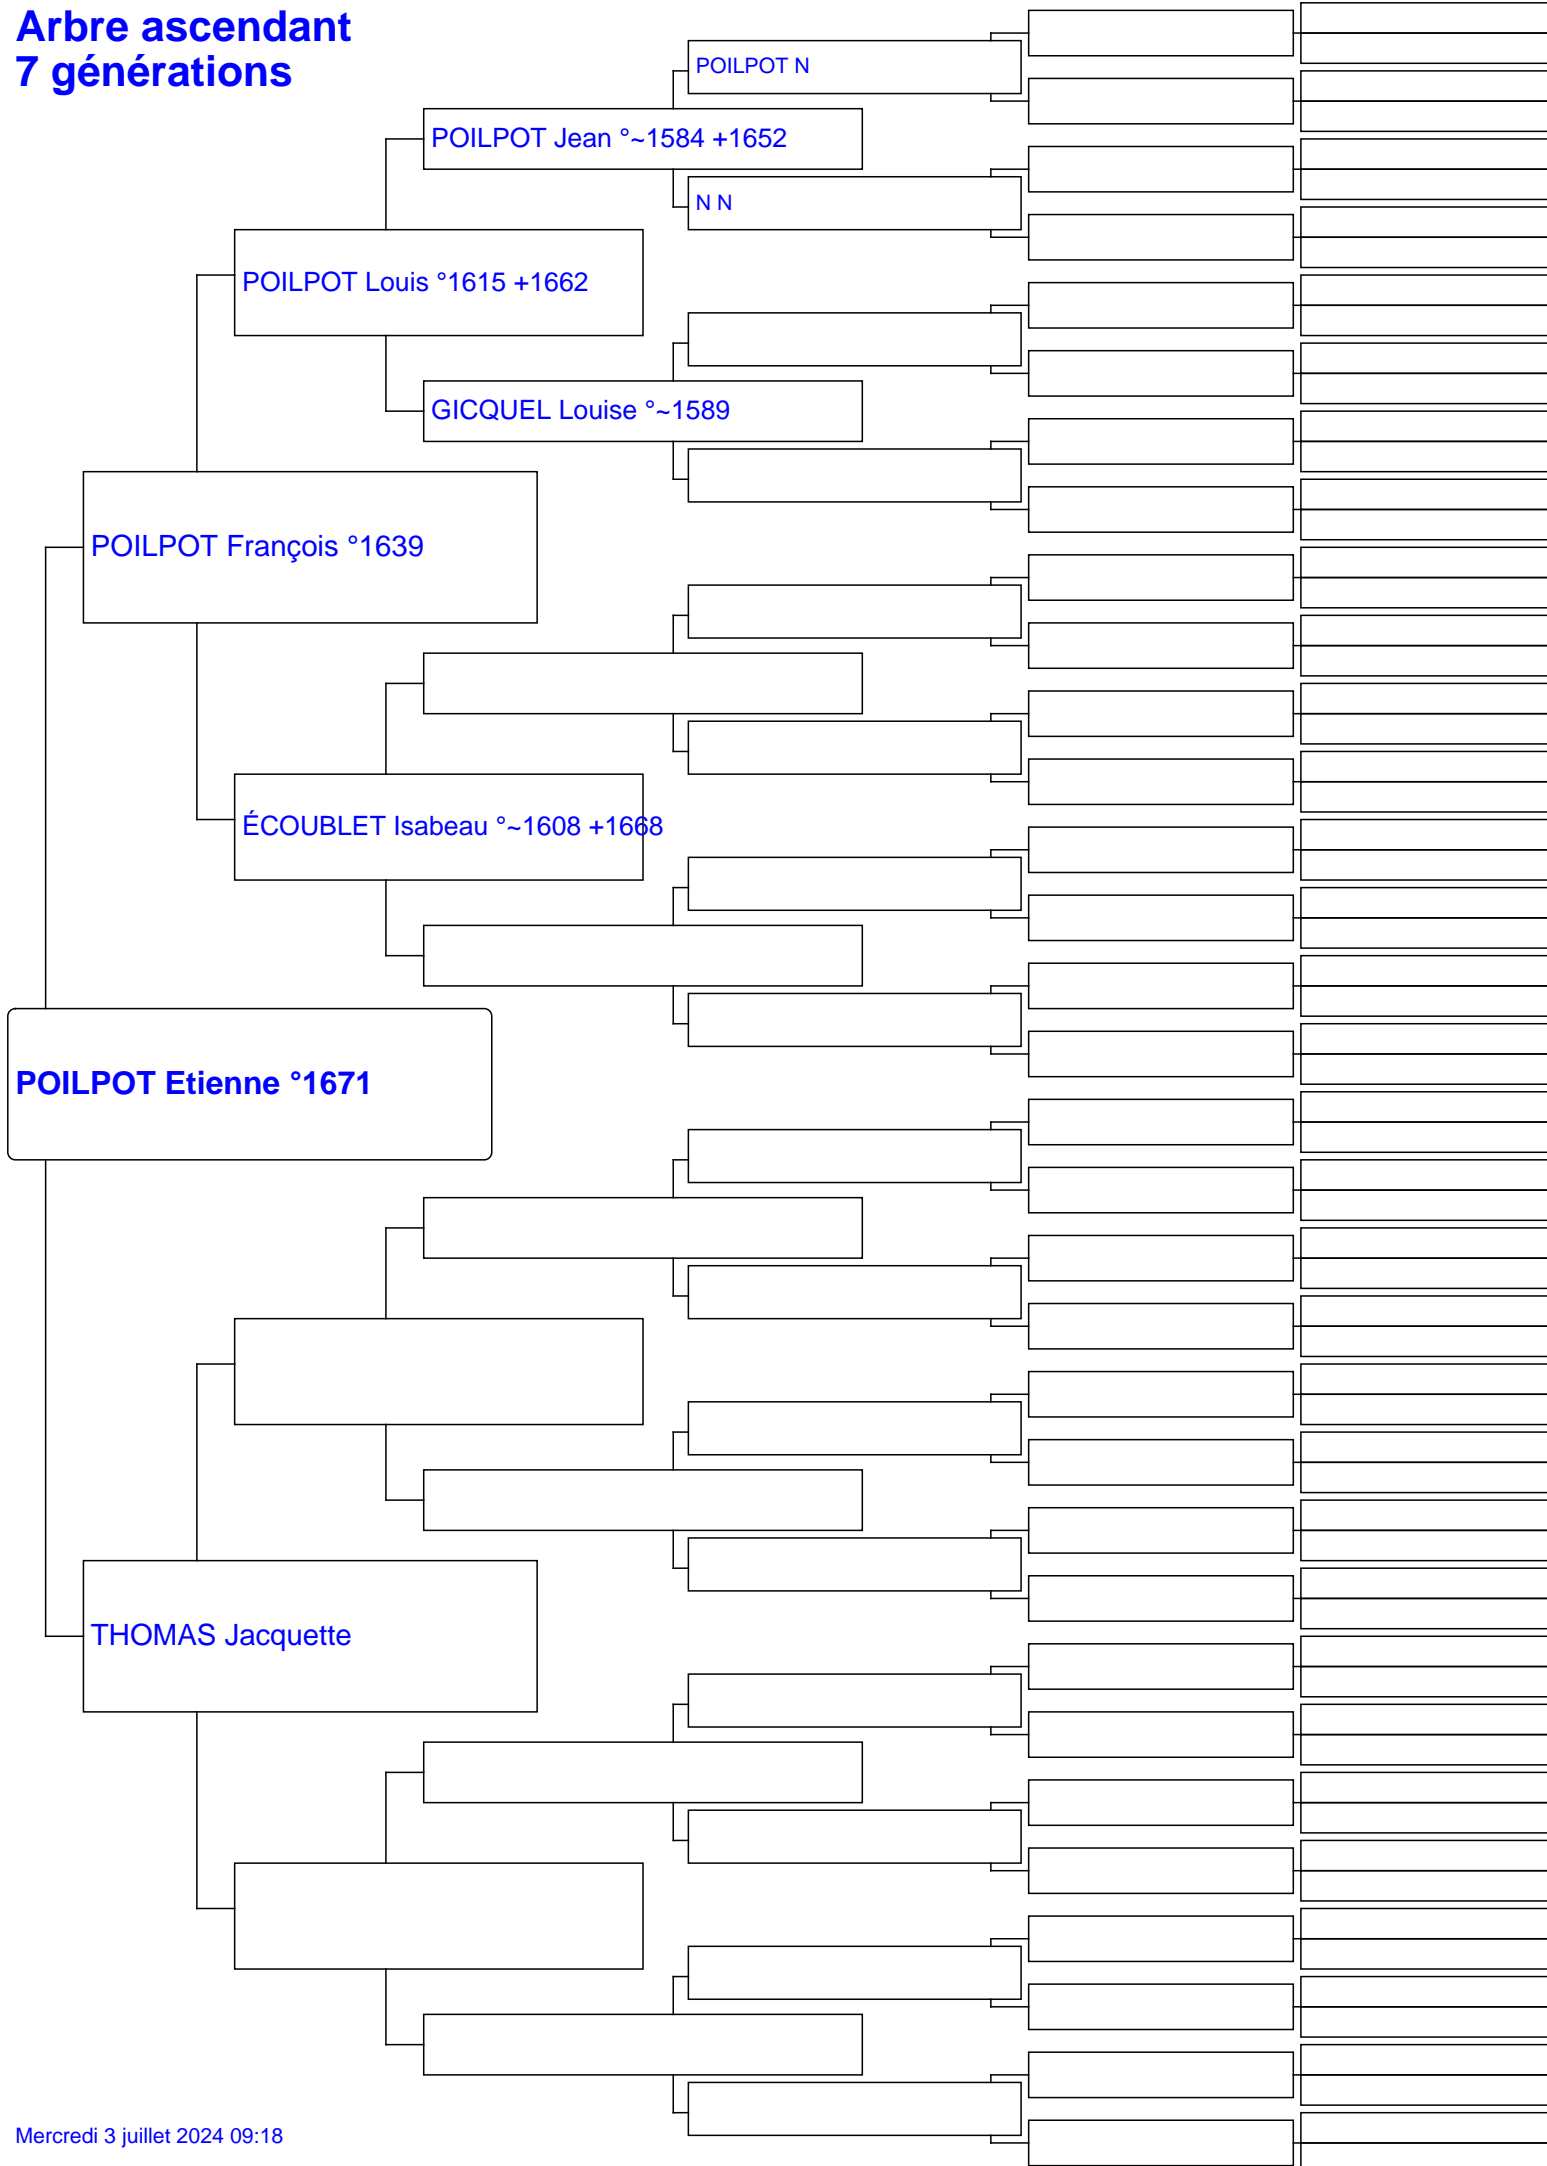 Arbre ascendant
7 générations
POILPOT N
POILPOT Jean °~1584 +1652
N N
POILPOT Louis °1615 +1662
GICQUEL Louise °~1589
POILPOT François °1639
ÉCOUBLET Isabeau °~1608 +1668
POILPOT Etienne °1671
THOMAS Jacquette
Mercredi 3 juillet 2024 09:18